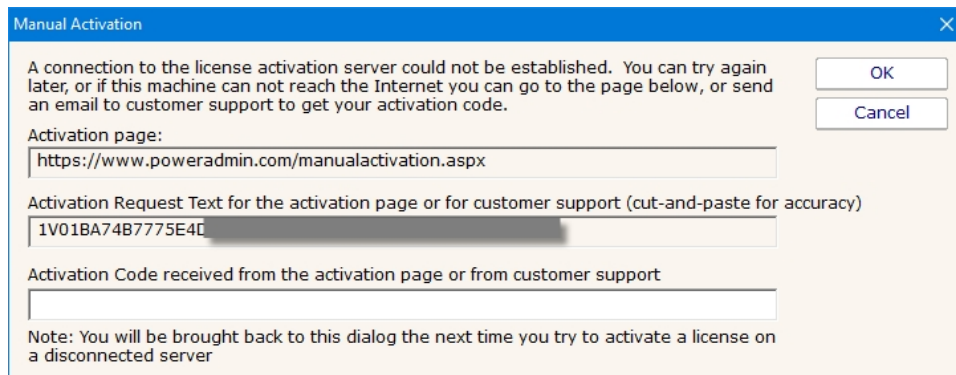 Manual Activation
A connection to the license activation server could not be established. You can try again
later, or if this machine can not reach the Internet you can go to the page below, or send
an email to customer support to get your activation code.
OK
Cancel
Activation page:
https://www.poweradmin.com/manualactivation.aspx
Activation Request Text for the activation page or for customer support (cut-and-paste for accuracy)
1V01BA74B7775E4D
Activation Code received from the activation page or from customer support
Note: You will be brought back to this dialog the next time you try to activate a license on
a disconnected server